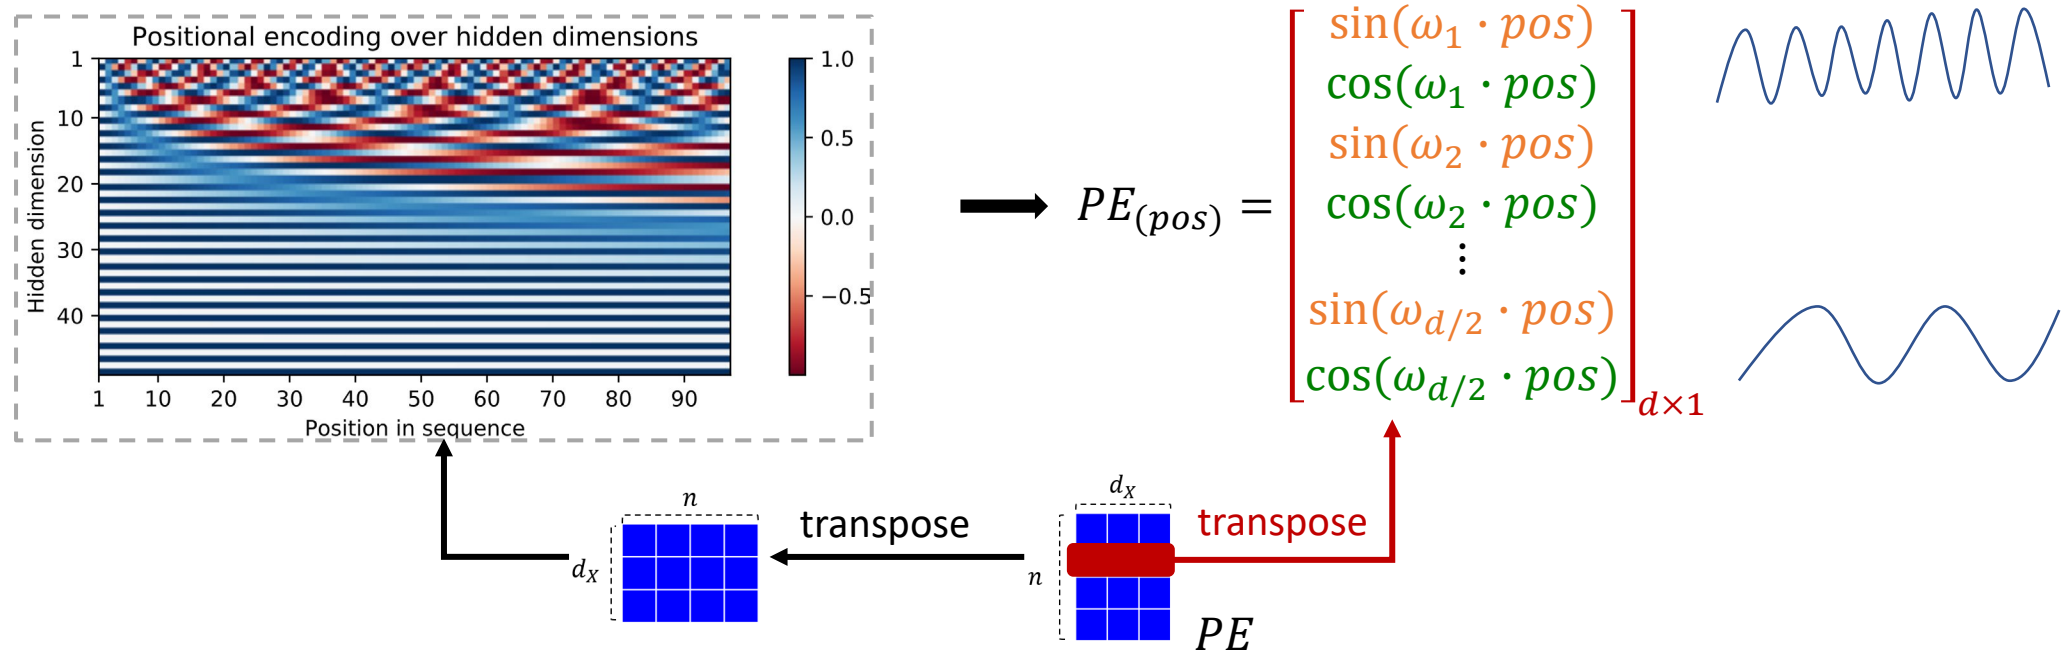 Positional encoding over hidden dimensions
Hidden dimension
1
10
20
30
40
1 10 20 30 40 50 60 70 80 90
Position in sequence
1.0
0.5
0.0
−0.5
PE(pos) =
sin(ω1 · pos)
cos(ω1 · pos)
sin(ω2 · pos)
cos(ω2 · pos)
⋮
sin(ωd/2 · pos)
cos(ωd/2 · pos)
d×1
n
dX
transpose
dX
n
transpose
PE